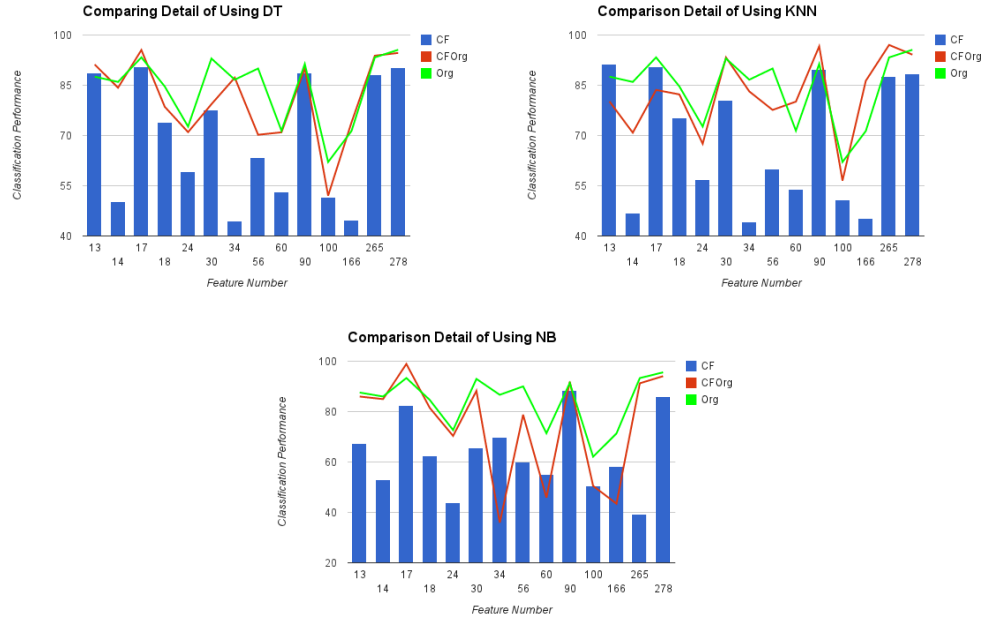 Comparing Detail of Using DT
Classification Performance
100
85
70
55
40
13 17 24 34 60 100 265
14 18 30 56 90 166 278
Feature Number
CF
CFOrg
Org
Comparison Detail of Using KNN
Classification Performance
100
85
70
55
40
13 17 24 34 60 100 265
14 18 30 56 90 166 278
Feature Number
CF
CFOrg
Org
Comparison Detail of Using NB
Classification Performance
100
80
60
40
20
13 17 24 34 60 100 265
14 18 30 56 90 166 278
Feature Number
CF
CFOrg
Org